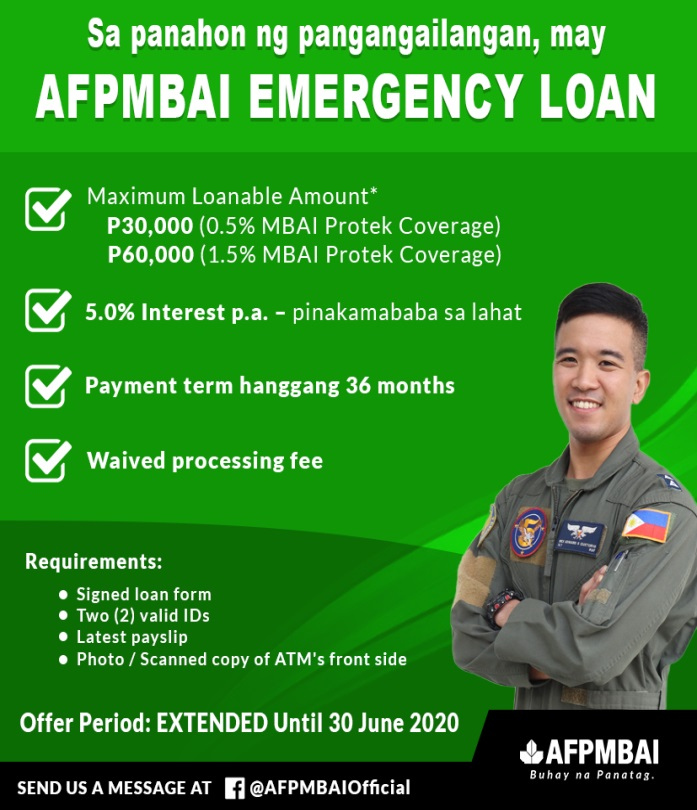 Sa panahon ng pangangailangan, may
AFPMBAI EMERGENCY LOAN
Maximum Loanable Amount*
P30,000 (0.5% MBAI Protek Coverage)
P60,000 (1.5% MBAI Protek Coverage)
5.0% Interest p.a. – pinakamababa sa lahat
Payment term hanggang 36 months
Waived processing fee
Requirements:
• Signed loan form
• Two (2) valid IDs
• Latest payslip
• Photo / Scanned copy of ATM's front side
Offer Period: EXTENDED Until 30 June 2020
AFPMBAI
Buhay na Panatag.
SEND US A MESSAGE AT f @AFPMBAIOfficial